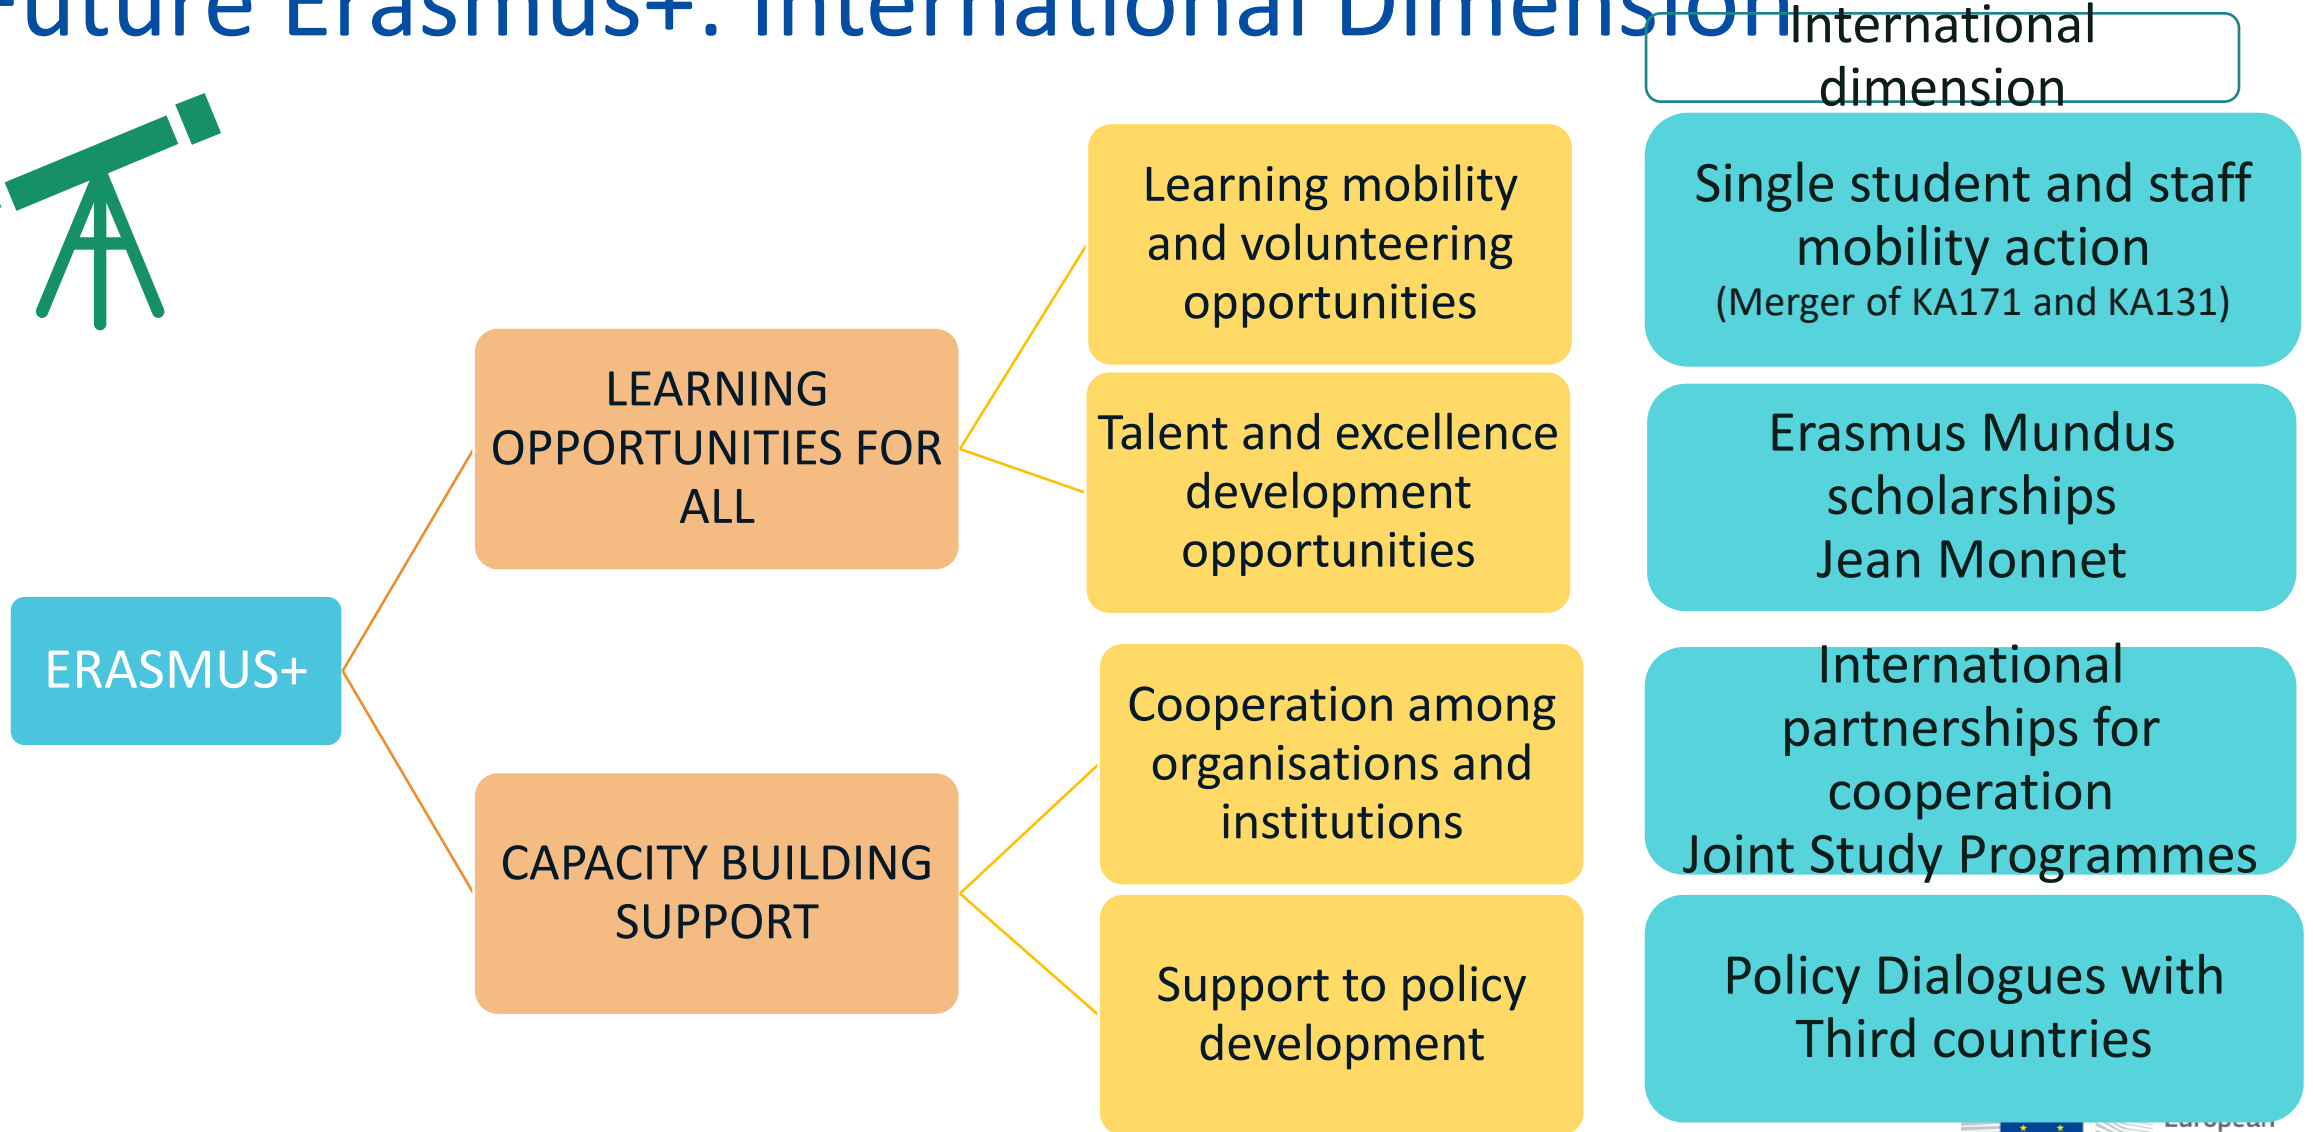 Future Erasmus+: International Dimension
International
dimension
Learning mobility
and volunteering
opportunities
Single student and staff
mobility action
(Merger of KA171 and KA131)
LEARNING
OPPORTUNITIES FOR
ALL
Talent and excellence
development
opportunities
Erasmus Mundus
scholarships
Jean Monnet
ERASMUS+
Cooperation among
organisations and
institutions
International
partnerships for
cooperation
Joint Study Programmes
CAPACITY BUILDING
SUPPORT
Support to policy
development
Policy Dialogues with
Third countries
European